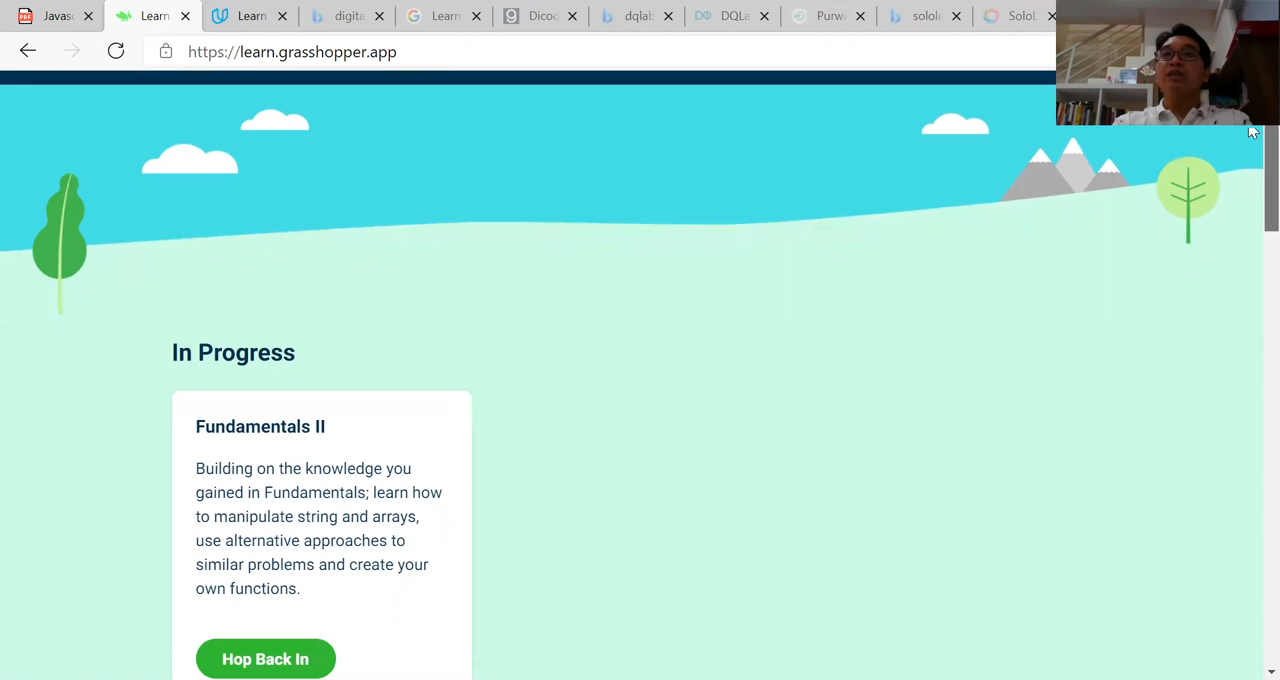 Javas
Learn
Learn
digita
Learn
Dicod
dqlab
DQLa
Purwa
solole
SoloL
https://learn.grasshopper.app
In Progress
Fundamentals II
Building on the knowledge you
gained in Fundamentals; learn how
to manipulate string and arrays,
use alternative approaches to
similar problems and create your
own functions.
Hop Back In